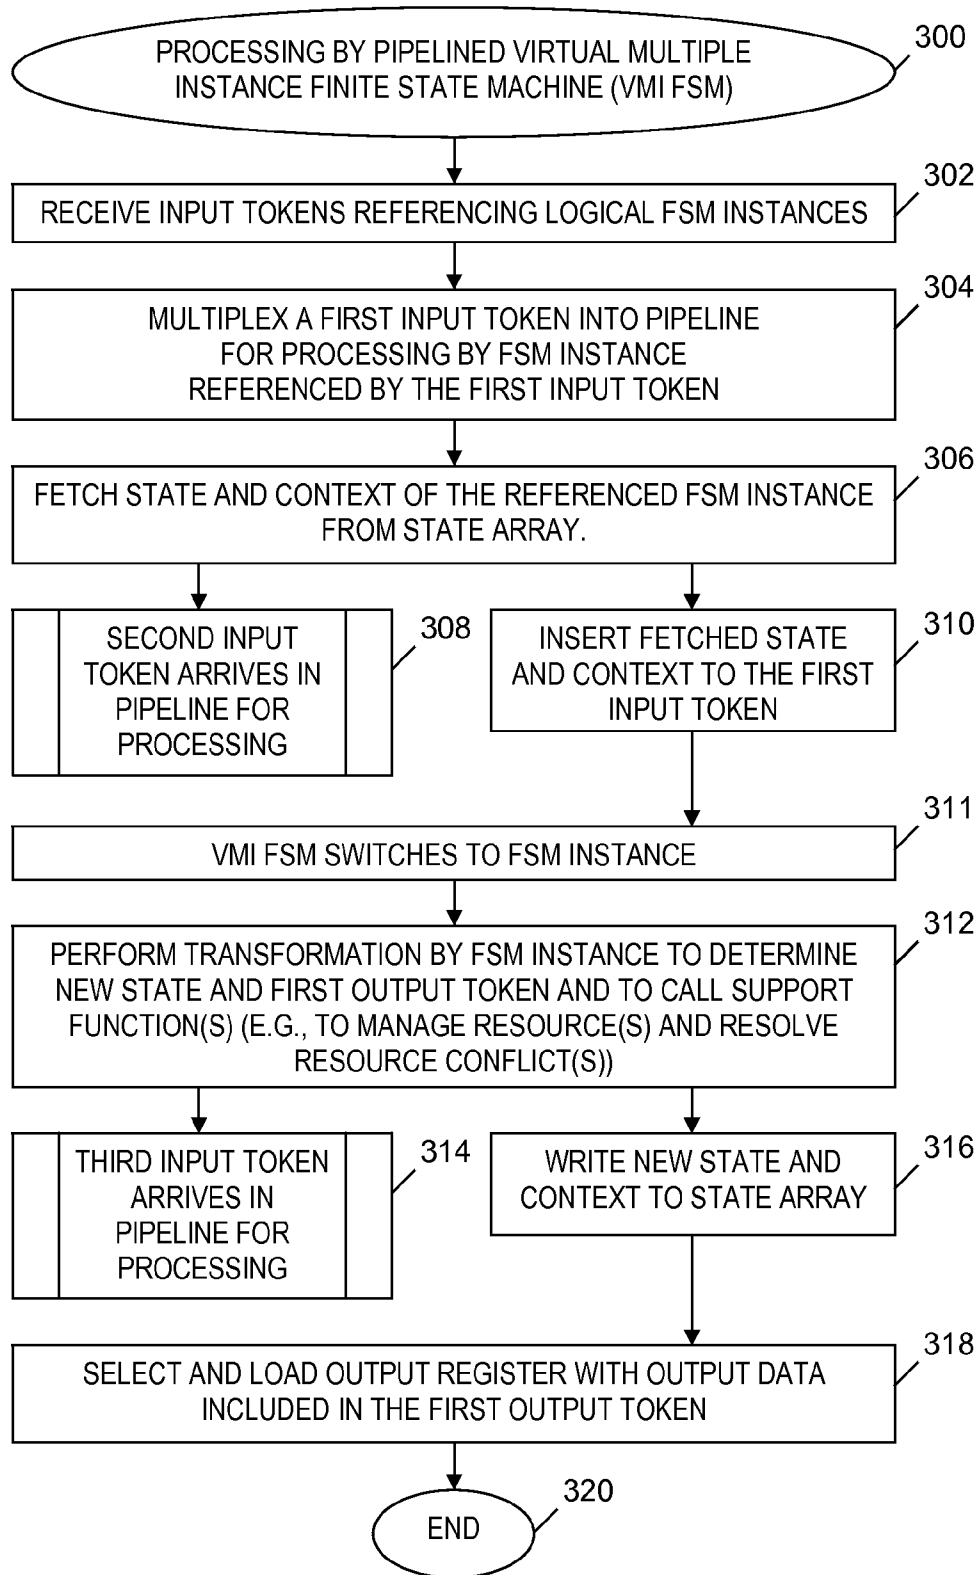 PROCESSING BY PIPELINED VIRTUAL MULTIPLE
INSTANCE FINITE STATE MACHINE (VMI FSM)
300
302
RECEIVE INPUT TOKENS REFERENCING LOGICAL FSM INSTANCES
304
MULTIPLEX A FIRST INPUT TOKEN INTO PIPELINE
FOR PROCESSING BY FSM INSTANCE
REFERENCED BY THE FIRST INPUT TOKEN
306
FETCH STATE AND CONTEXT OF THE REFERENCED FSM INSTANCE
FROM STATE ARRAY.
SECOND INPUT
TOKEN ARRIVES IN
PIPELINE FOR
PROCESSING
308
INSERT FETCHED STATE
AND CONTEXT TO THE FIRST
INPUT TOKEN
310
311
VMI FSM SWITCHES TO FSM INSTANCE
312
PERFORM TRANSFORMATION BY FSM INSTANCE TO DETERMINE
NEW STATE AND FIRST OUTPUT TOKEN AND TO CALL SUPPORT
FUNCTION(S) (E.G., TO MANAGE RESOURCE(S) AND RESOLVE
RESOURCE CONFLICT(S))
THIRD INPUT TOKEN
ARRIVES IN
PIPELINE FOR
PROCESSING
314
WRITE NEW STATE AND
CONTEXT TO STATE ARRAY
316
318
SELECT AND LOAD OUTPUT REGISTER WITH OUTPUT DATA
INCLUDED IN THE FIRST OUTPUT TOKEN
320
END